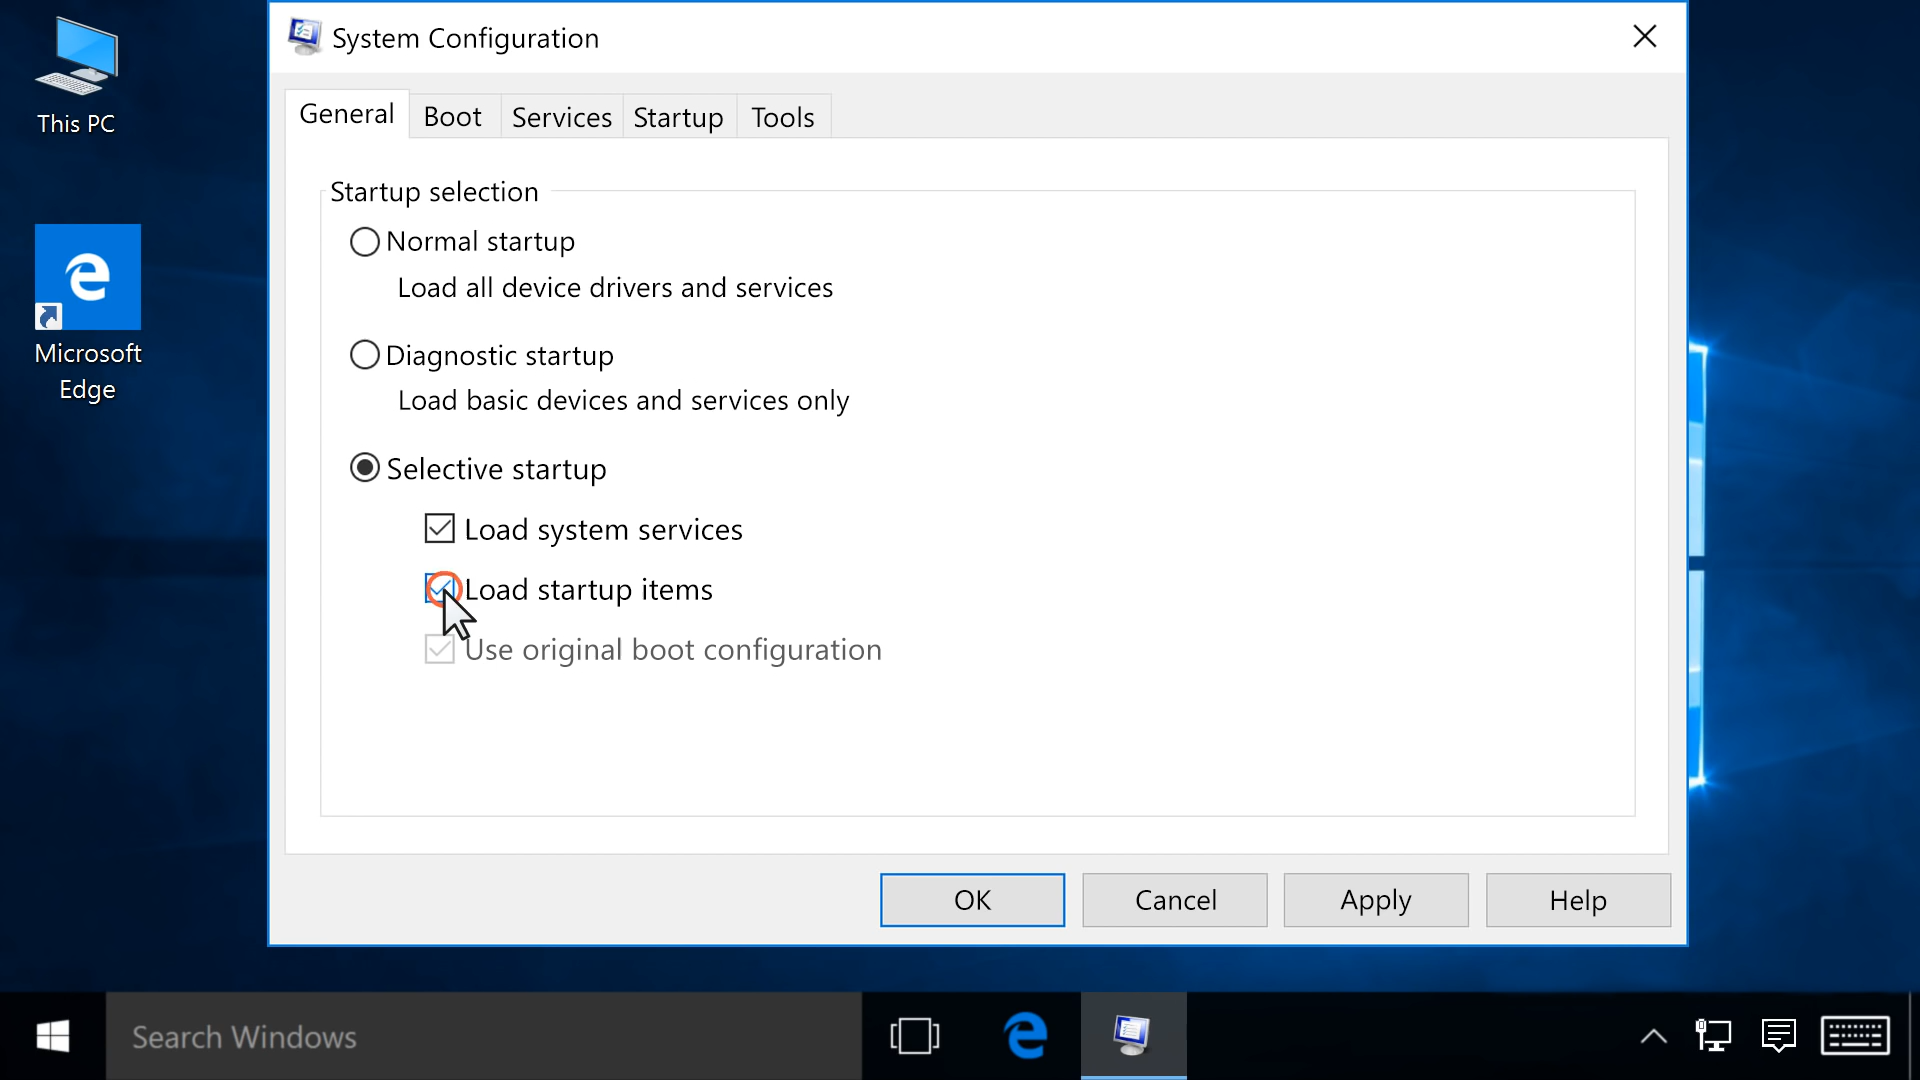 This PC
Microsoft
Edge
System Configuration
General Boot Services Startup Tools
Startup selection
Normal startup
Load all device drivers and services
Diagnostic startup
Load basic devices and services only
Selective startup
Load system services
Load startup items
Use original boot configuration
OK Cancel Apply Help
Search Windows